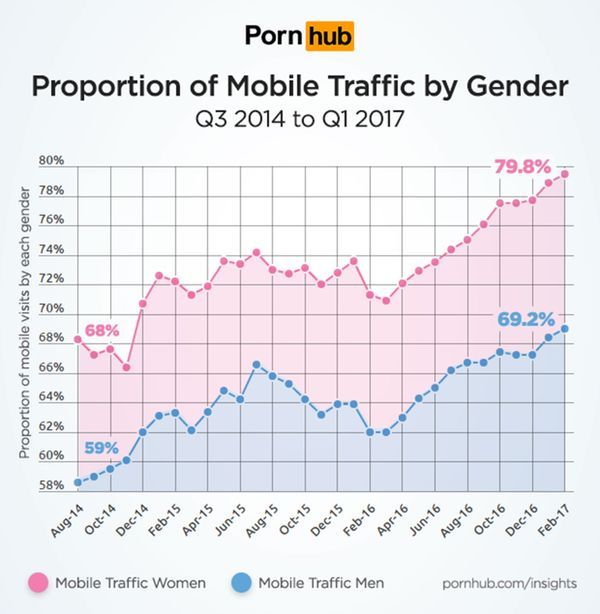 Porn hub
Proportion of Mobile Traffic by Gender
Q3 2014 to Q1 2017
Proportion of mobile visits by each gender
80%
78%
76%
74%
72%
70%
68%
66%
64%
62%
60%
58%
79.8%
68%
69.2%
59%
Aug-14
Oct-14
Dec-14
Feb-15
Apr-15
Jun-15
Aug-15
Oct-15
Dec-15
Feb-16
Apr-16
Jun-16
Aug-16
Oct-16
Dec-16
Feb-17
Mobile Traffic Women
Mobile Traffic Men
pornhub.com/insights